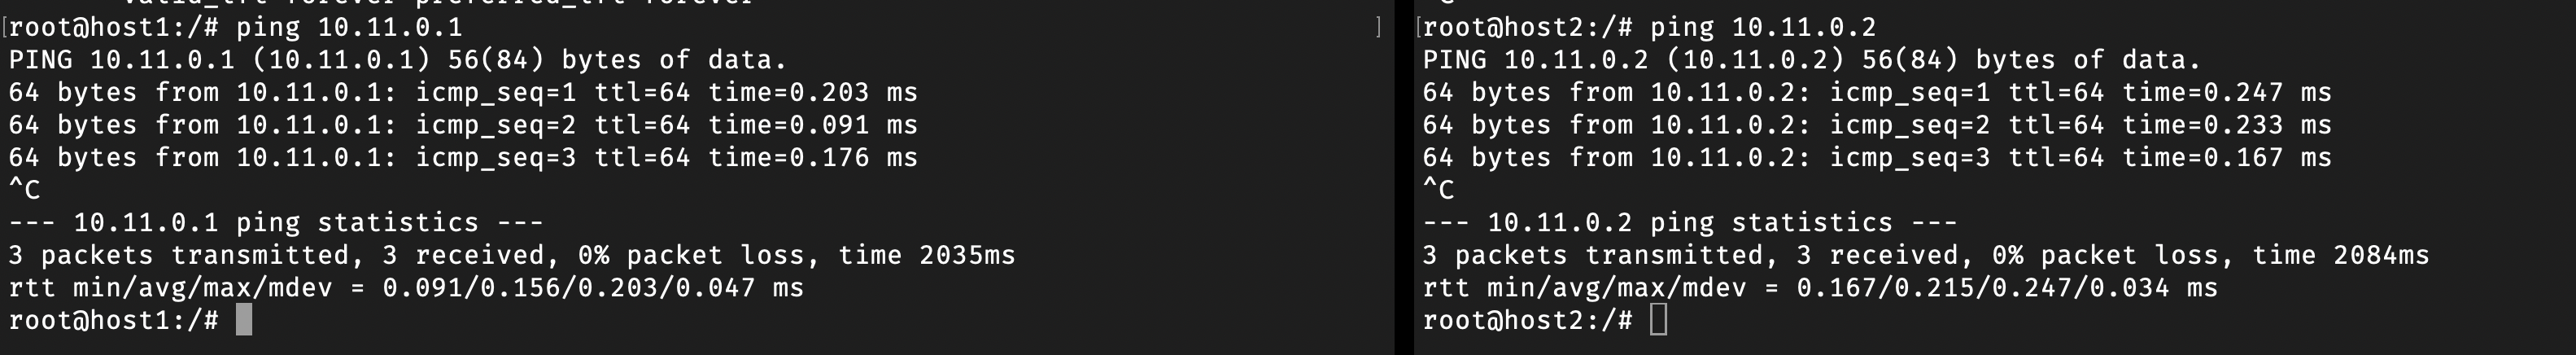 valid_lft forever preferred_lft forever
[root@host1:/# ping 10.11.0.1 ]
PING 10.11.0.1 (10.11.0.1) 56(84) bytes of data.
64 bytes from 10.11.0.1: icmp_seq=1 ttl=64 time=0.203 ms
64 bytes from 10.11.0.1: icmp_seq=2 ttl=64 time=0.091 ms
64 bytes from 10.11.0.1: icmp_seq=3 ttl=64 time=0.176 ms
^C
--- 10.11.0.1 ping statistics ---
3 packets transmitted, 3 received, 0% packet loss, time 2035ms
rtt min/avg/max/mdev = 0.091/0.156/0.203/0.047 ms
root@host1:/#
^C
[root@host2:/# ping 10.11.0.2
PING 10.11.0.2 (10.11.0.2) 56(84) bytes of data.
64 bytes from 10.11.0.2: icmp_seq=1 ttl=64 time=0.247 ms
64 bytes from 10.11.0.2: icmp_seq=2 ttl=64 time=0.233 ms
64 bytes from 10.11.0.2: icmp_seq=3 ttl=64 time=0.167 ms
^C
--- 10.11.0.2 ping statistics ---
3 packets transmitted, 3 received, 0% packet loss, time 2084ms
rtt min/avg/max/mdev = 0.167/0.215/0.247/0.034 ms
root@host2:/#